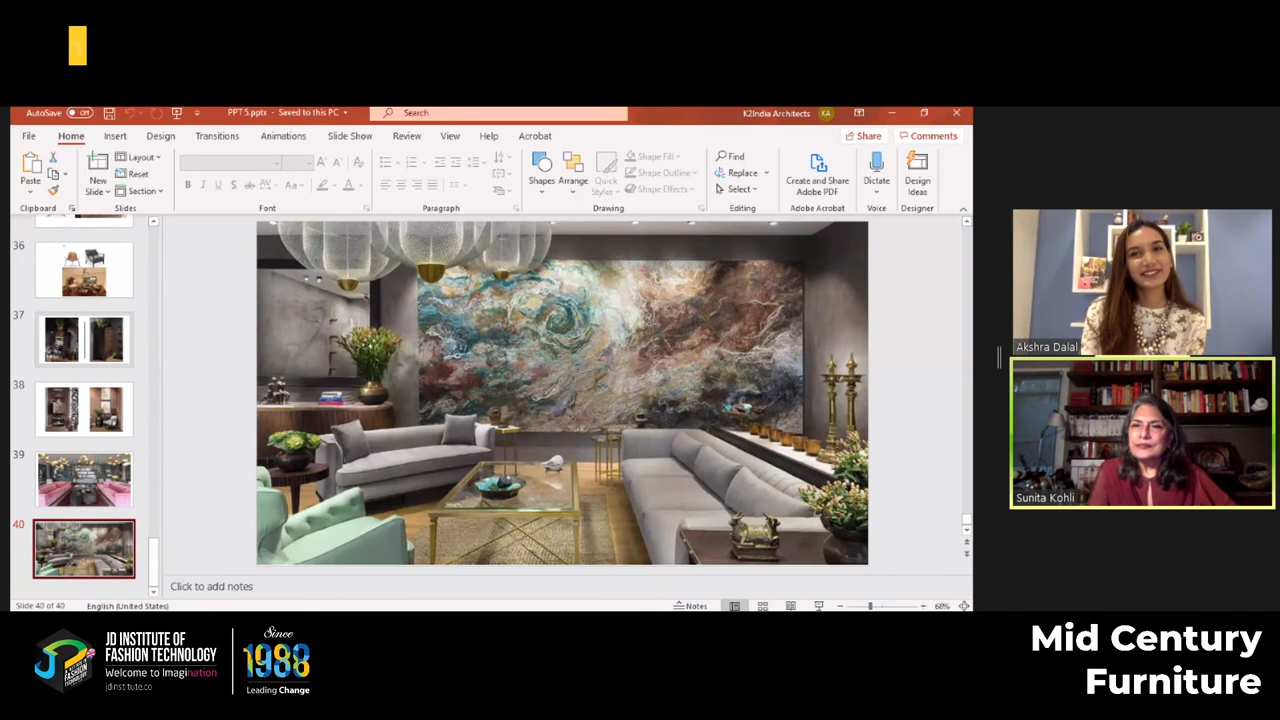 AutoSave Off PPT5.pptx - Saved to this PC Search K2India Architects KA
File Home Insert Design Transitions Animations Slide Show Review View Help Acrobat Share Comments
Paste
Clipboard
New
Slide
Layout
Reset
Section
Slides
B I U S ab AV Aa A
Font
Paragraph
Shapes
Arrange
Quick
Styles
Shape Fill
Shape Outline
Shape Effects
Drawing
Find
Replace
Select
Editing
Create and Share
Adobe PDF
Adobe Acrobat
Dictate
Voice
Design
Ideas
Designer
36
37
38
39
40
Akshra Dalal
Sunita Kohli
Click to add notes
Slide 40 of 40 English (United States) Notes 68%
JD INSTITUTE OF
FASHION TECHNOLOGY
Welcome to Imagination
jdinstitute.co
Since
1988
Leading Change
Mid Century
Furniture